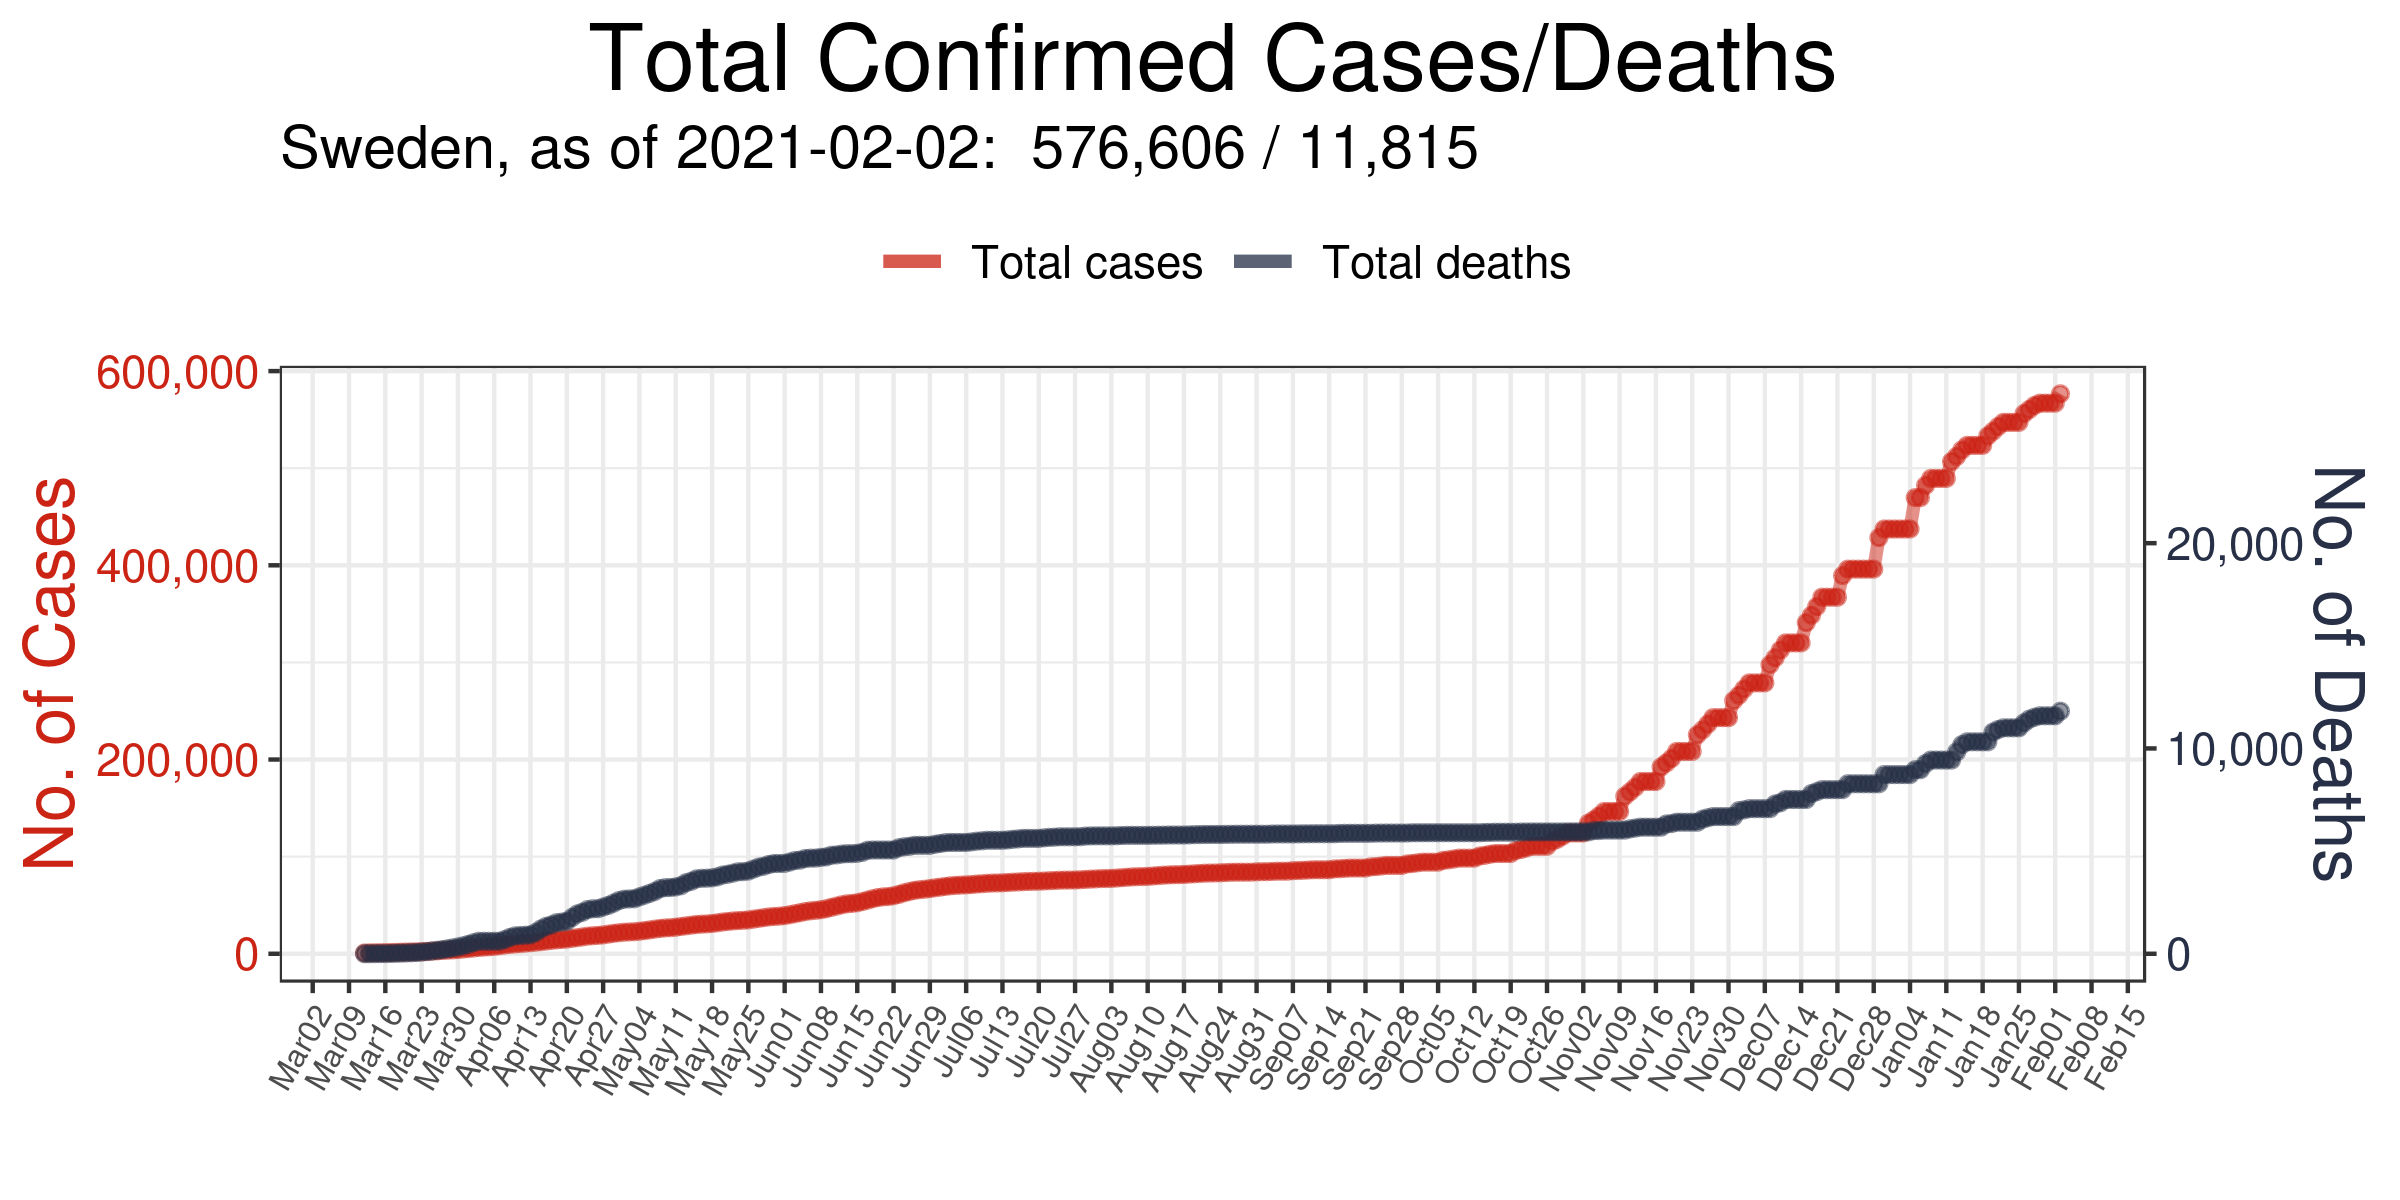 Total Confirmed Cases/Deaths
Sweden, as of 2021-02-02:  576,606 / 11,815
Total cases
Total deaths
No. of Cases
600,000
400,000
200,000
0
20,000
10,000
0
No. of Deaths
Mar02
Mar09
Mar16
Mar23
Mar30
Apr06
Apr13
Apr20
Apr27
May04
May11
May18
May25
Jun01
Jun08
Jun15
Jun22
Jun29
Jul06
Jul13
Jul20
Jul27
Aug03
Aug10
Aug17
Aug24
Aug31
Sep07
Sep14
Sep21
Sep28
Oct05
Oct12
Oct19
Oct26
Nov02
Nov09
Nov16
Nov23
Nov30
Dec07
Dec14
Dec21
Dec28
Dec04
Jan11
Jan18
Jan25
Feb01
Feb08
Feb15